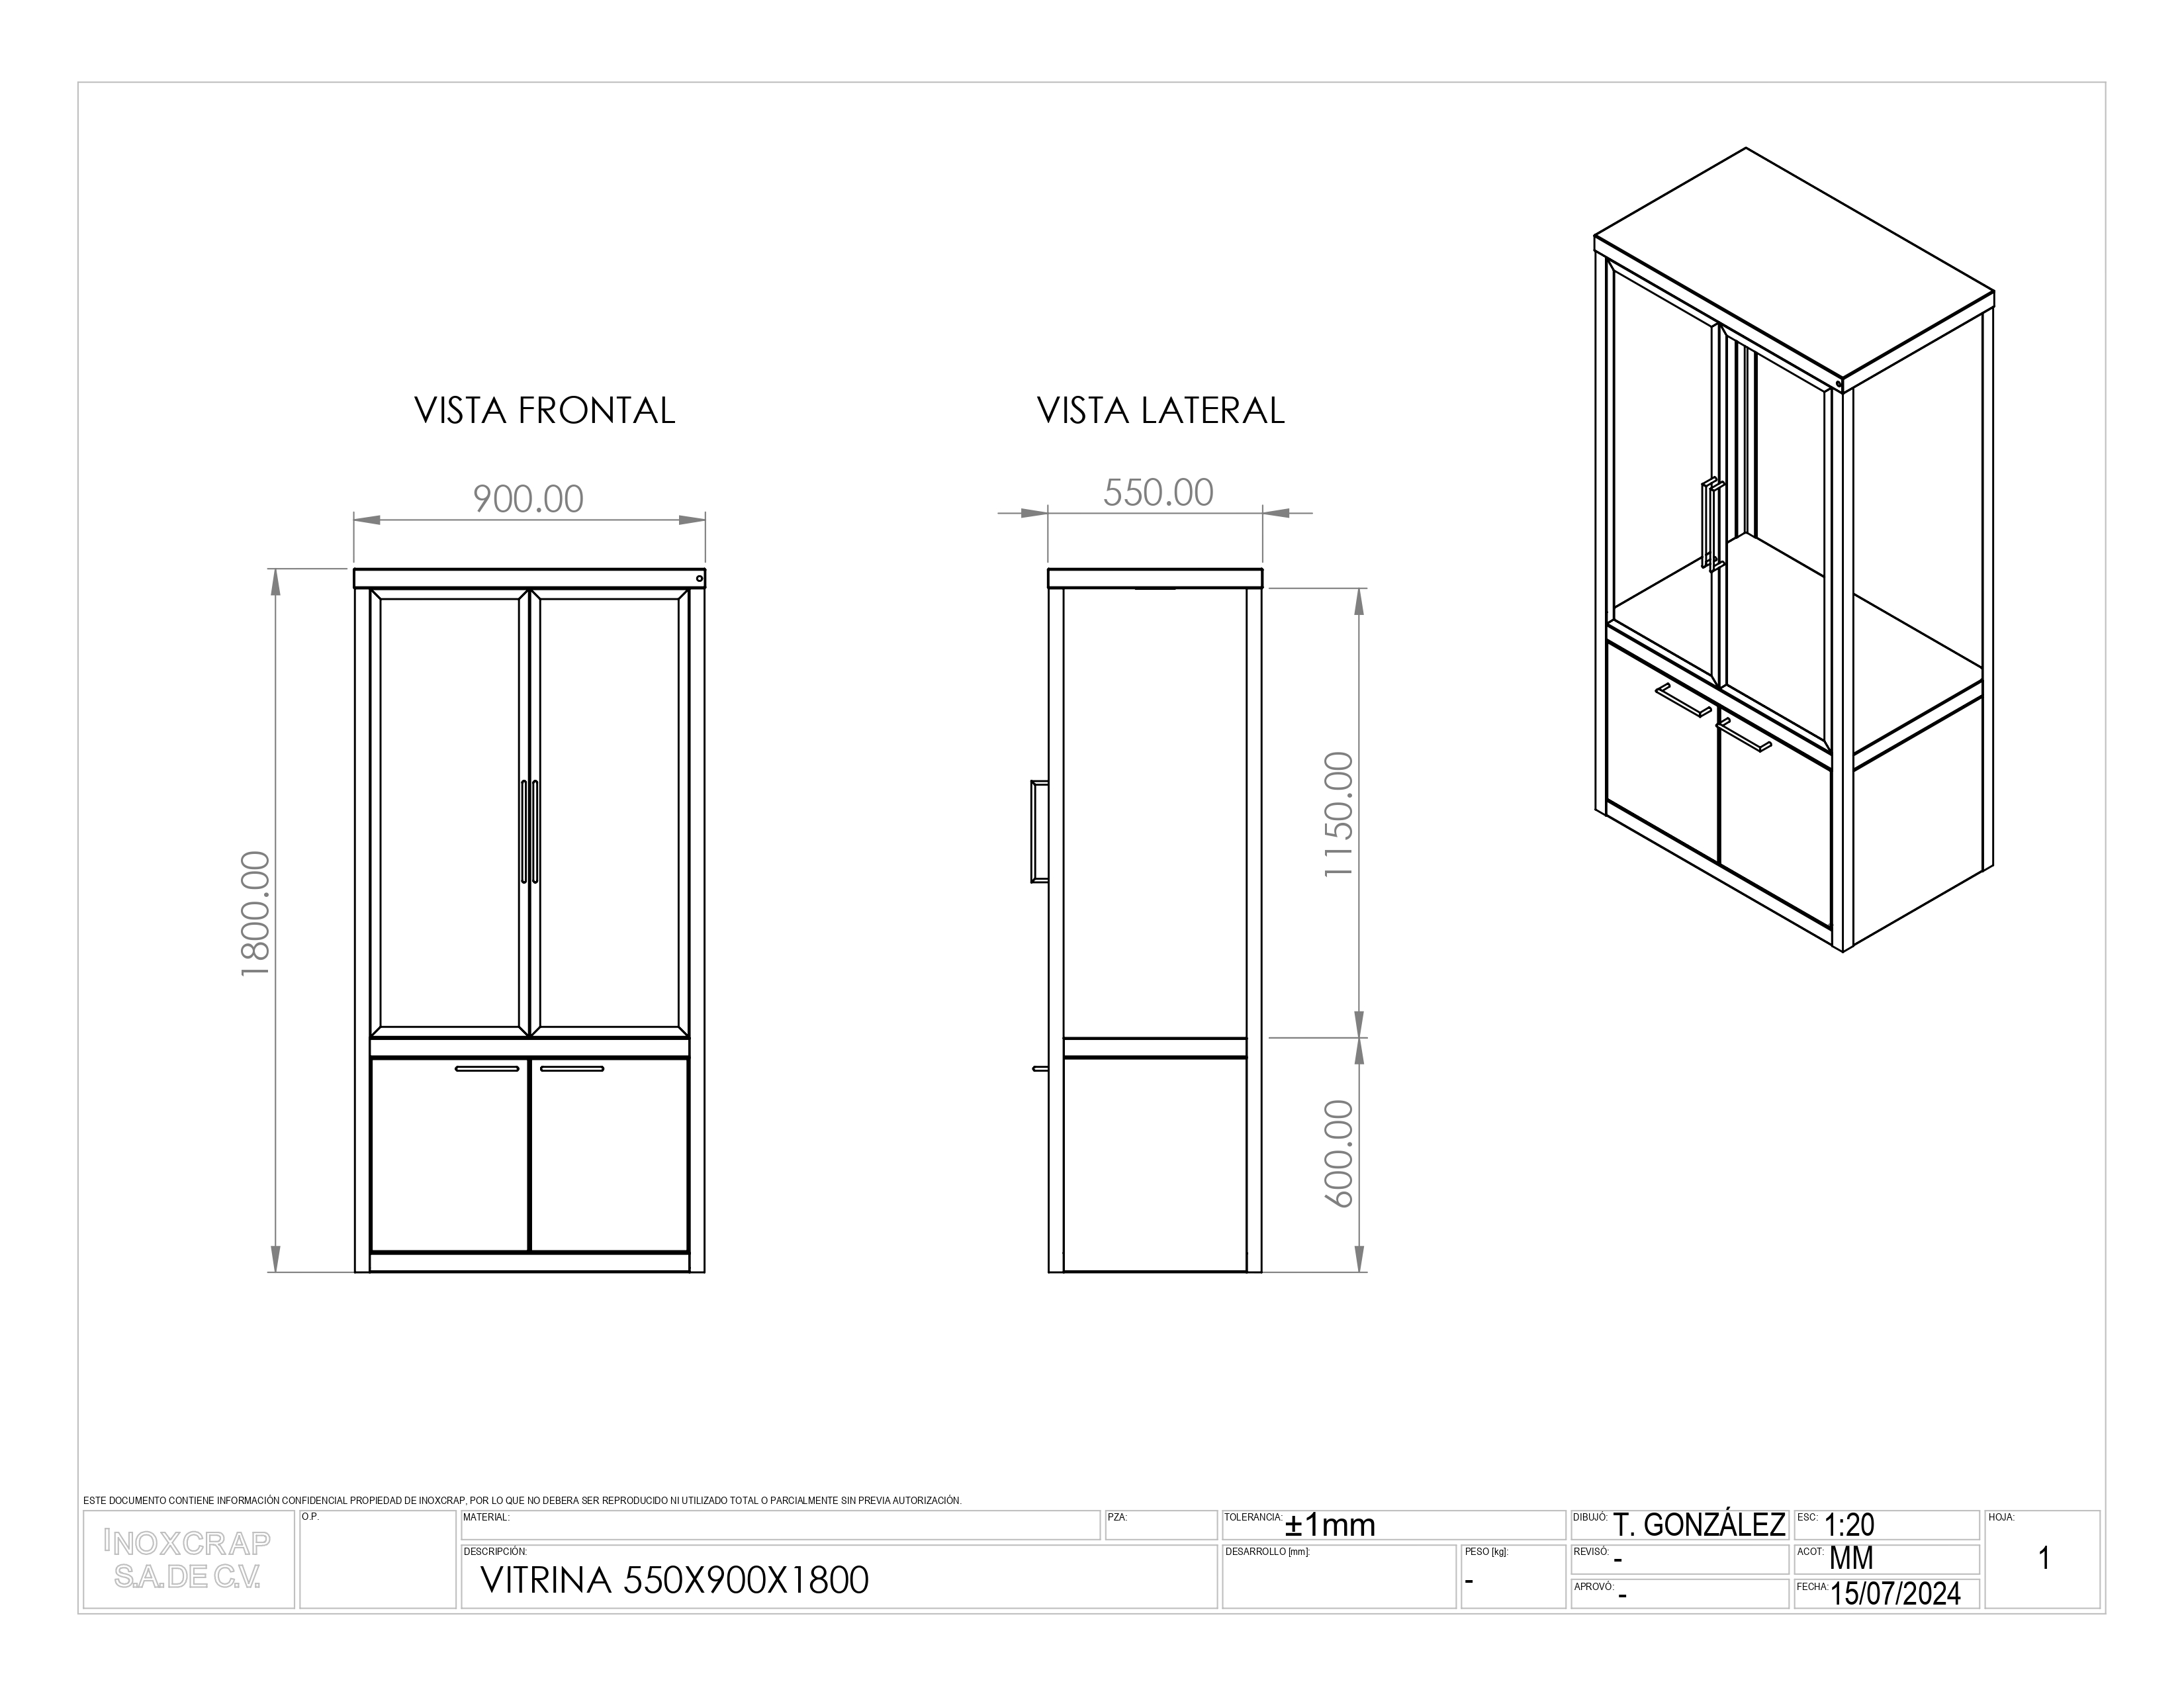 VISTA FRONTAL
VISTA LATERAL
900.00
550.00
1800.00
1150.00
600.00
ESTE DOCUMENTO CONTIENE INFORMACIÓN CONFIDENCIAL PROPIEDAD DE INOXCRAP, POR LO QUE NO DEBERA SER REPRODUCIDO NI UTILIZADO TOTAL O PARCIALMENTE SIN PREVIA AUTORIZACIÓN.
INOXCRAP
S.A.DE C.V.
O.P.
MATERIAL:
PZA:
TOLERANCIA: ±1mm
DIBUJÓ: T. GONZÁLEZ
ESC: 1:20
HOJA:
1
DESCRIPCIÓN:
VITRINA 550X900X1800
DESARROLLO [mm]:
PESO [kg]:
-
REVISÓ: -
ACOT: MM
APROVÓ: -
FECHA: 15/07/2024